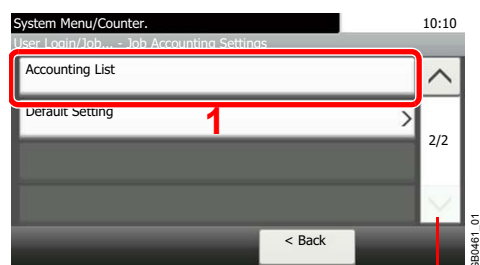 System Menu/Counter.
10:10
User Login/Job... - Job Accounting Settings
Accounting List
Default Setting
1
2/2
< Back
GB0461_01